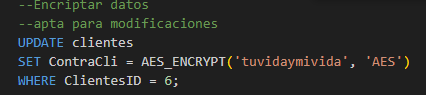 --Encriptar datos
--apta para modificaciones
UPDATE clientes
SET ContraCli = AES_ENCRYPT('tuvidaymivida', 'AES')
WHERE ClientesID = 6;